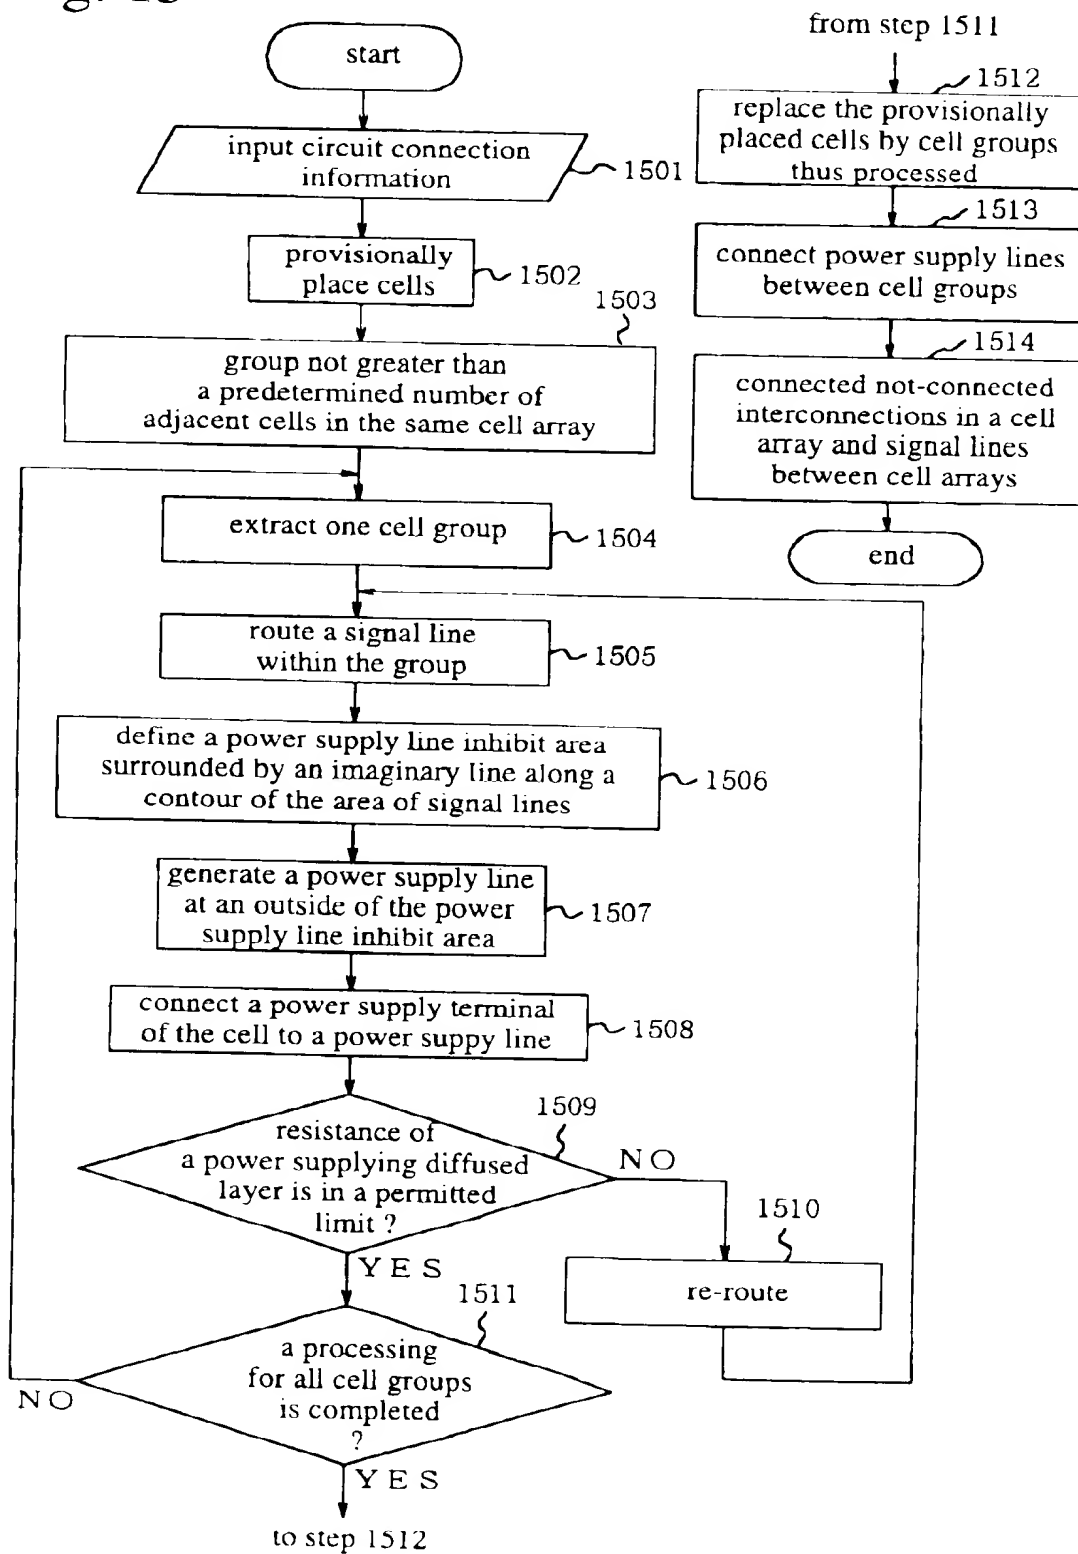 start
input circuit connection
information
1501
provisionally
place cells
1502
1503
group not greater than
a predetermined number of
adjacent cells in the same cell array
extract one cell group
1504
route a signal line
within the group
1505
define a power supply line inhibit area
surrounded by an imaginary line along a
contour of the area of signal lines
1506
generate a power supply line
at an outside of the power
supply line inhibit area
1507
connect a power supply terminal
of the cell to a power suppy line
1508
1509
resistance of
a power supplying diffused
layer is in a permitted
limit ?
NO
YES
1510
re-route
1511
a processing
for all cell groups
is completed
?
NO
YES
to step 1512
from step 1511
1512
replace the provisionally
placed cells by cell groups
thus processed
1513
connect power supply lines
between cell groups
1514
connected not-connected
interconnections in a cell
array and signal lines
between cell arrays
end